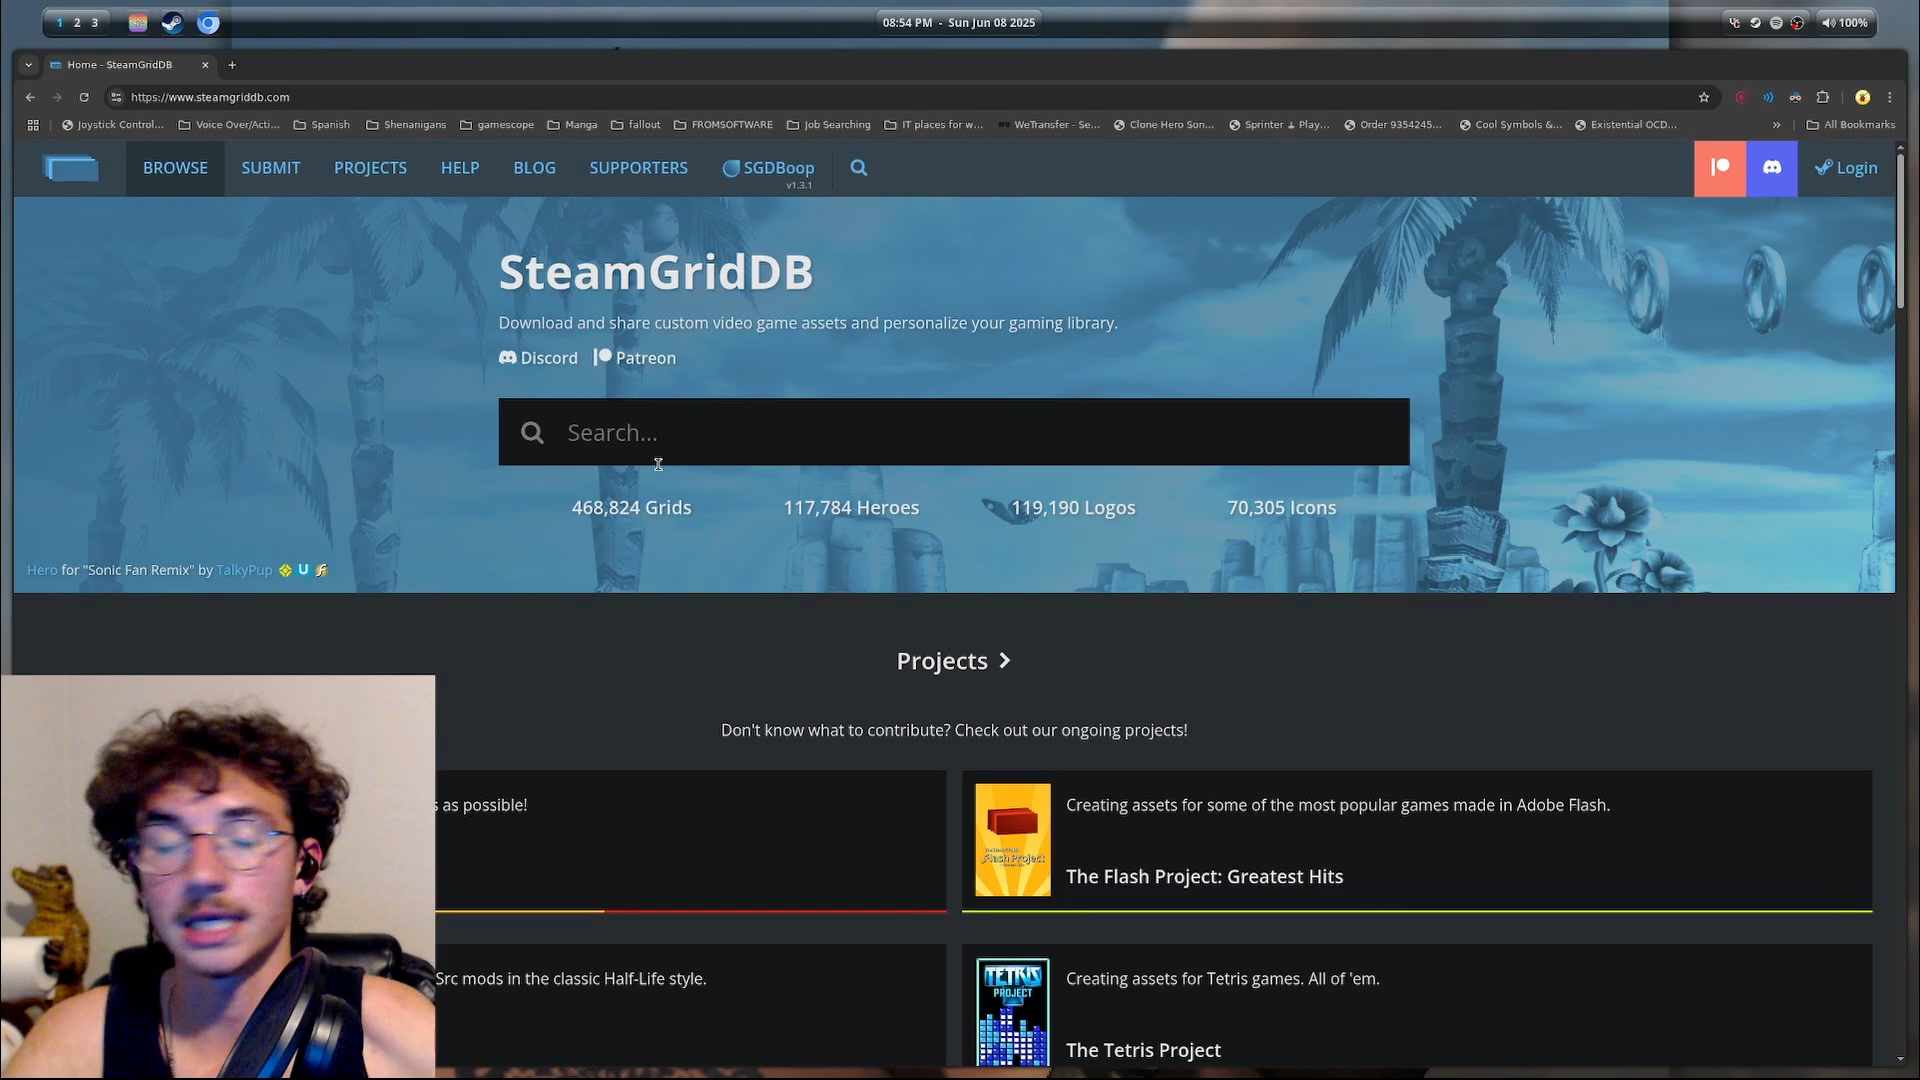 1 2 3
08:54 PM - Sun Jun 08 2025
100%
Home - SteamGridDB
https://www.steamgriddb.com
Joystick Control...
Voice Over/Acti...
Spanish
Shenanigans
gamescope
Manga
fallout
FROMSOFTWARE
Job Searching
IT places for w...
WeTransfer - Se...
Clone Hero Son...
Sprinter ⤓ Play...
Order 9354245...
Cool Symbols &...
Existential OCD...
All Bookmarks
BROWSE
SUBMIT
PROJECTS
HELP
BLOG
SUPPORTERS
SGDBoop
v1.3.1
Login
SteamGridDB
Download and share custom video game assets and personalize your gaming library.
Discord
Patreon
Search...
468,824 Grids
117,784 Heroes
119,190 Logos
70,305 Icons
Hero for "Sonic Fan Remix" by TalkyPup
Projects
Don't know what to contribute? Check out our ongoing projects!
s as possible!
Creating assets for some of the most popular games made in Adobe Flash.
Flash Project
The Flash Project: Greatest Hits
Src mods in the classic Half-Life style.
TETRIS
PROJECT
Creating assets for Tetris games. All of 'em.
The Tetris Project